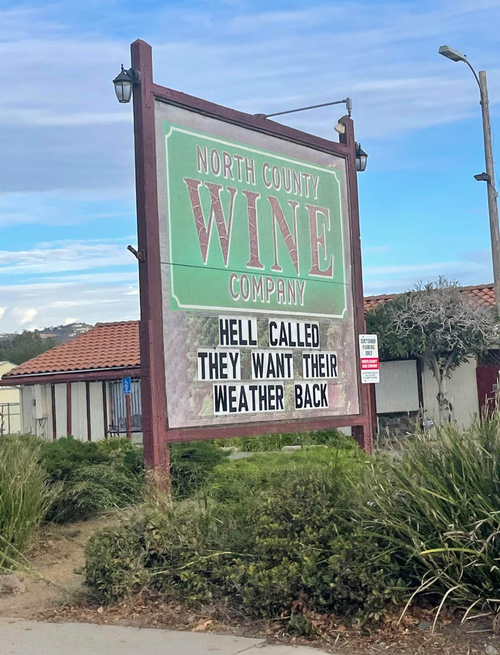 NORTH COUNTY
WINE
COMPANY
HELL CALLED
THEY WANT THEIR
WEATHER BACK
CUSTOMER
PARKING
ONLY